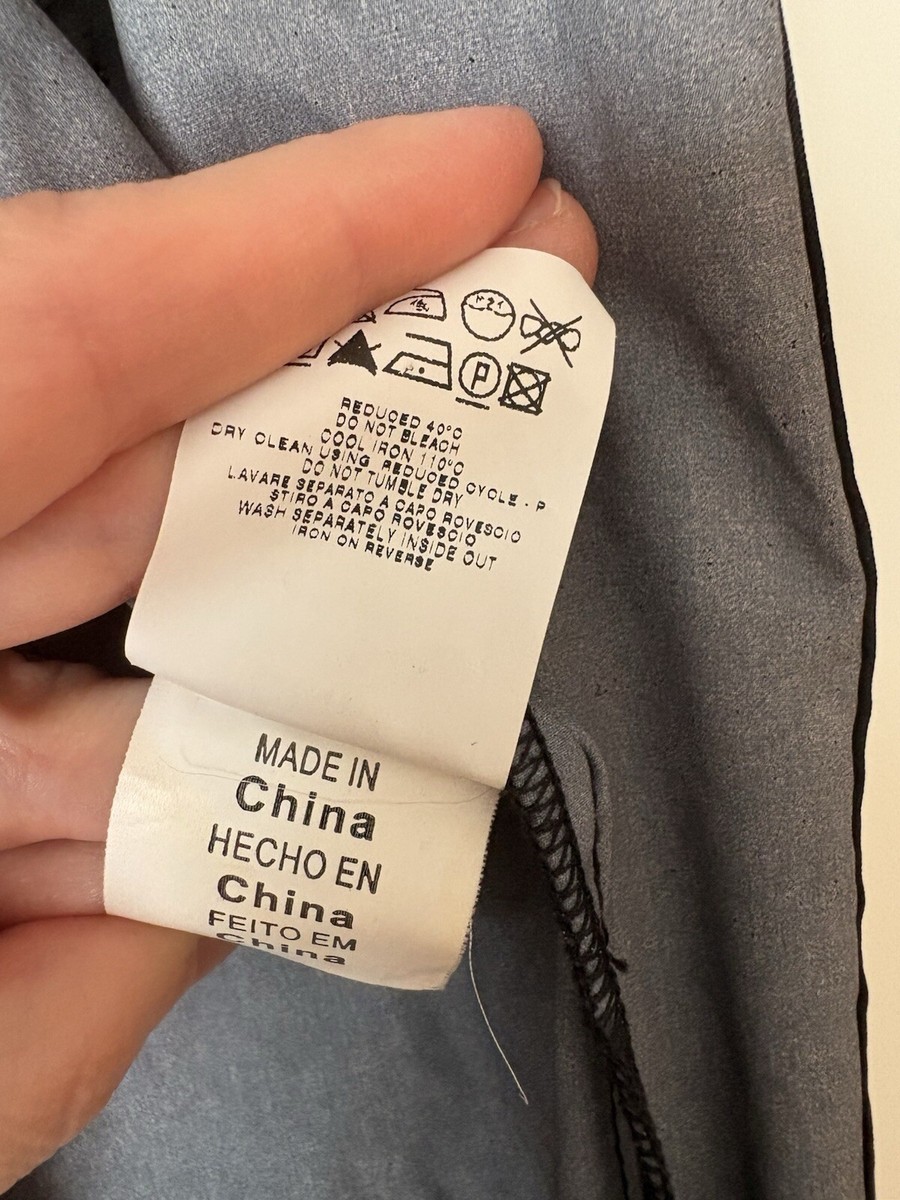 低
P
REDUCED 40°C
DO NOT BLEACH
COOL IRON 110°C
DRY CLEAN USING REDUCED CYCLE - P
DO NOT TUMBLE DRY
LAVARE SEPARATO A CAPO ROVESCIO
STIRO A CAPO ROVESCIO
WASH SEPARATELY INSIDE OUT
IRON ON REVERSE
MADE IN
China
HECHO EN
China
FEITO EM
China